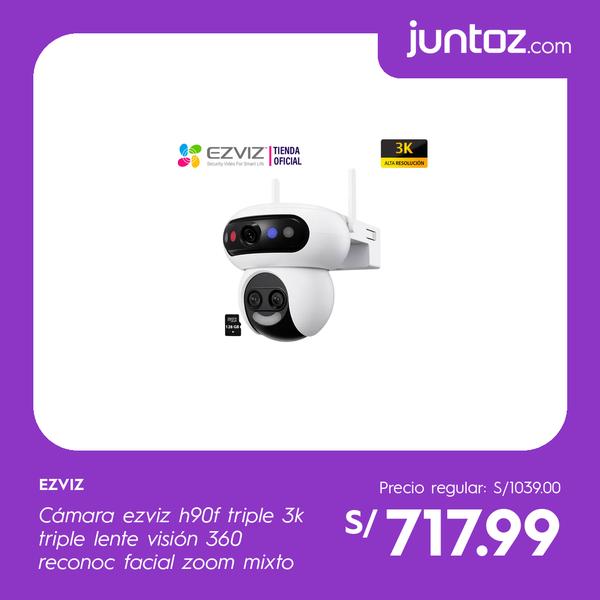 juntoz.com
EZVIZ
Security Video For Smart Life
TIENDA
OFICIAL
3K
ALTA RESOLUCIÓN
128 GB
EZVIZ
Cámara ezviz h90f triple 3k
triple lente visión 360
reconoc facial zoom mixto
Precio regular: S/1039.00
S/717.99